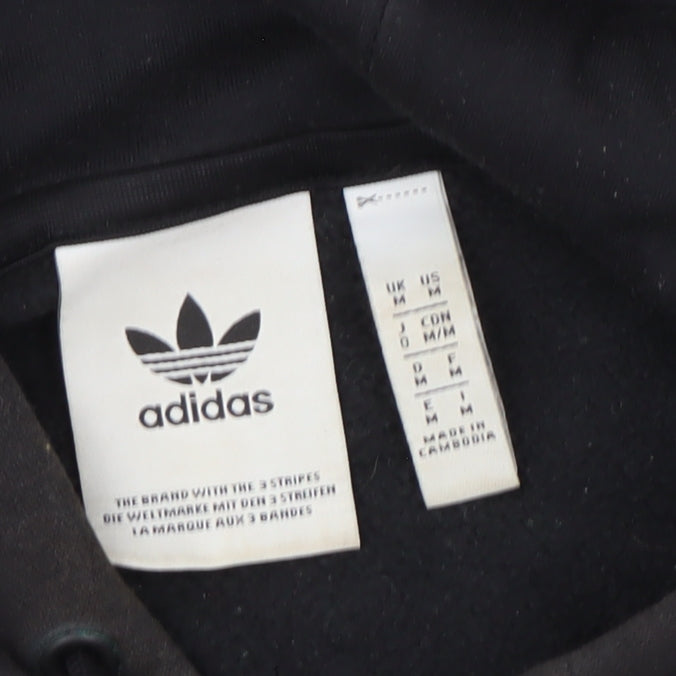 adidas
THE BRAND WITH THE 3 STRIPES
DIE WELTMARKE MIT DEN 3 STREIFEN
LA MARQUE AUX 3 BANDES
UK US
M M
J CDN
O M/M
D F
M M
E I
M M
MADE IN
CAMBODIA